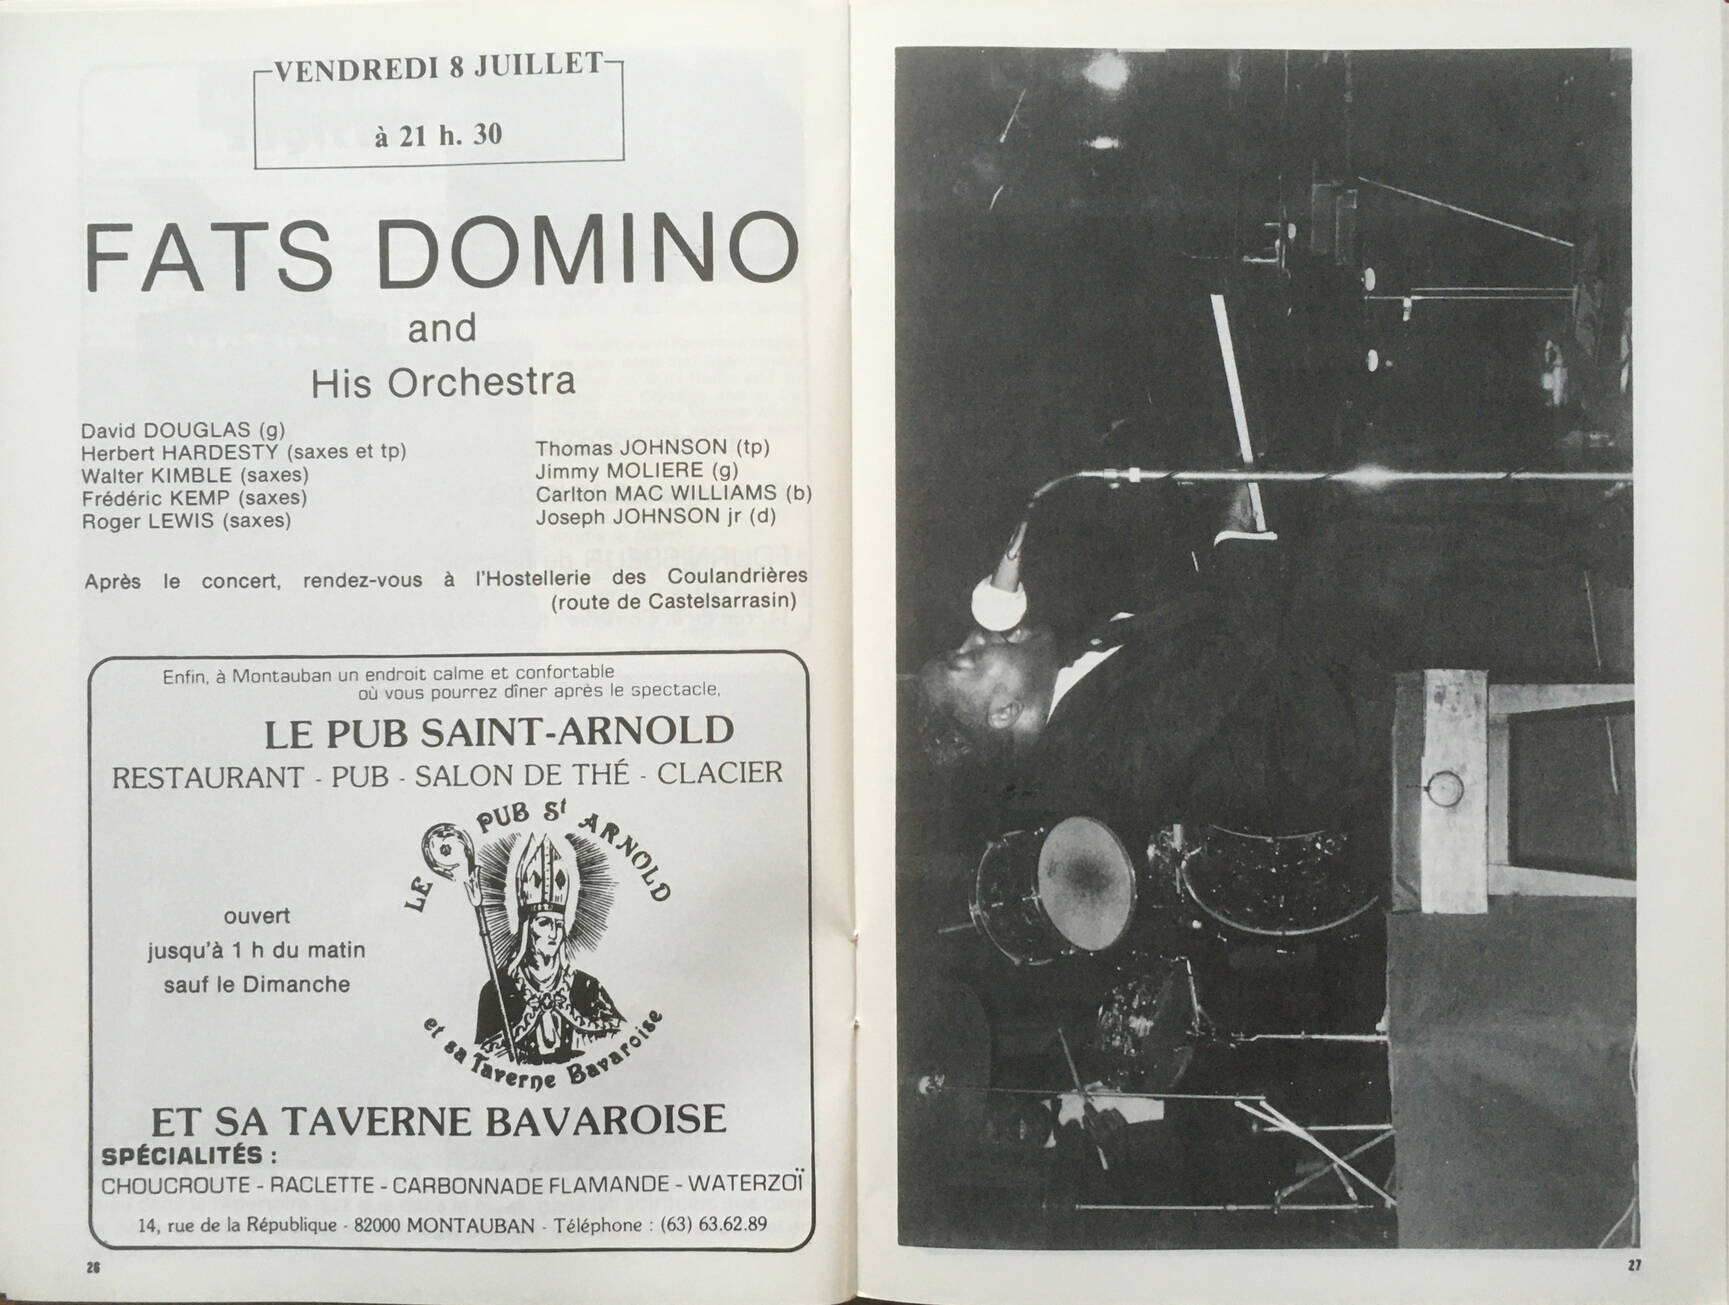 VENDREDI 8 JUILLET
à 21 h. 30
FATS DOMINO
and
His Orchestra
David DOUGLAS (g)
Herbert HARDESTY (saxes et tp)
Walter KIMBLE (saxes)
Frédéric KEMP (saxes)
Roger LEWIS (saxes)
Thomas JOHNSON (tp)
Jimmy MOLIERE (g)
Carlton MAC WILLIAMS (b)
Joseph JOHNSON jr (d)
Après le concert, rendez-vous à l'Hostellerie des Coulandrières
(route de Castelsarrasin)
Enfin, à Montauban un endroit calme et confortable
où vous pourrez dîner après le spectacle,
LE PUB SAINT-ARNOLD
RESTAURANT - PUB - SALON DE THÉ - CLACIER
LE PUB St ARNOLD
et sa Taverne Bavaroise
ouvert
jusqu'à 1 h du matin
sauf le Dimanche
ET SA TAVERNE BAVAROISE
SPÉCIALITÉS :
CHOUCROUTE - RACLETTE - CARBONNADE FLAMANDE - WATERZOÏ
14, rue de la République - 82000 MONTAUBAN - Téléphone : (63) 63.62.89
26
27